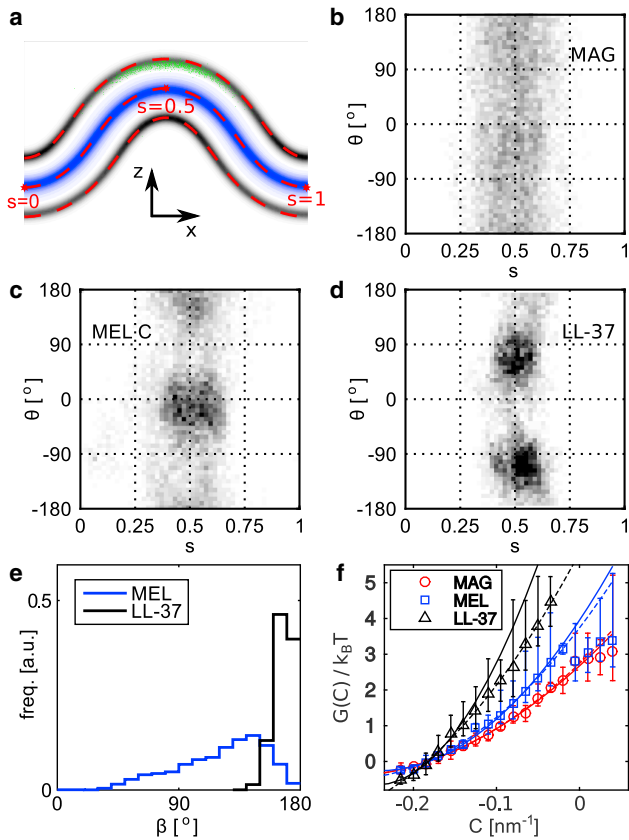 a
s=0.5
s=0
s=1
z
x
b
MAG
180
90
0
-90
-180
θ [°]
0 0.25 0.5 0.75 1
s
c
MEL C
180
90
0
-90
-180
θ [°]
0 0.25 0.5 0.75 1
s
d
LL-37
180
90
0
-90
-180
θ [°]
0 0.25 0.5 0.75 1
s
e
MEL
LL-37
0.5
0
freq. [a.u.]
0 90 180
β [°]
f
MAG
MEL
LL-37
5
4
3
2
1
0
G(C) / kBT
-0.2 -0.1 0
C [nm⁻¹]